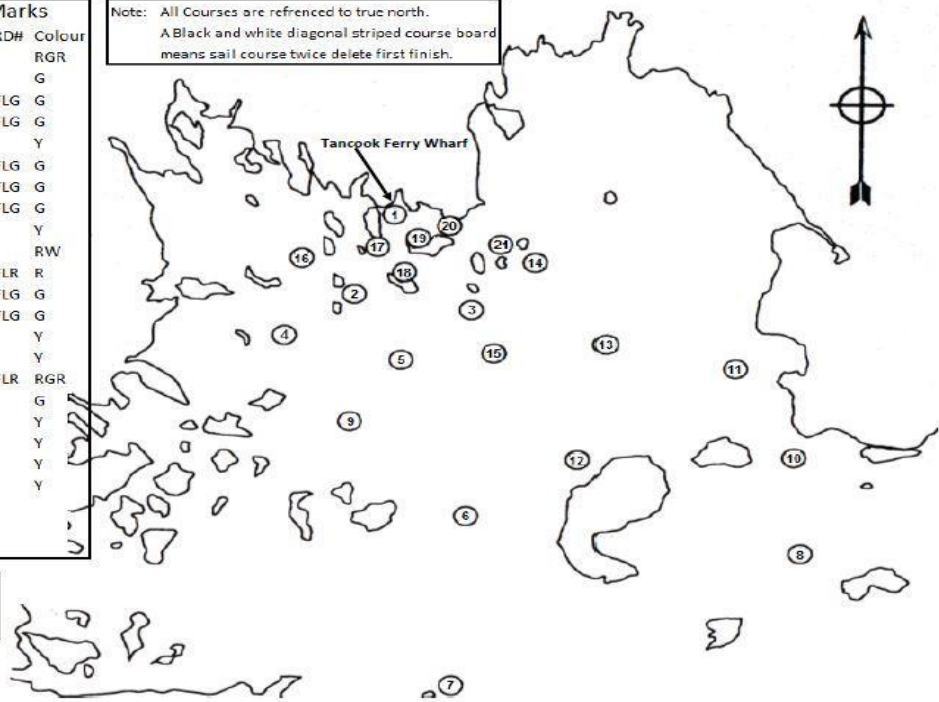 Marks
RD# Colour
RGR
G
FLG G
FLG G
Y
FLG G
FLG G
FLG G
Y
RW
FLR R
FLG G
FLG G
Y
Y
FLR RGR
G
Y
Y
Y
Y
Note: All Courses are refrenced to true north.
A Black and white diagonal striped course board
means sail course twice delete first finish.
Tancook Ferry Wharf
1
20
19
17
21
16
14
18
2
3
4
13
15
5
11
9
12
10
6
8
7